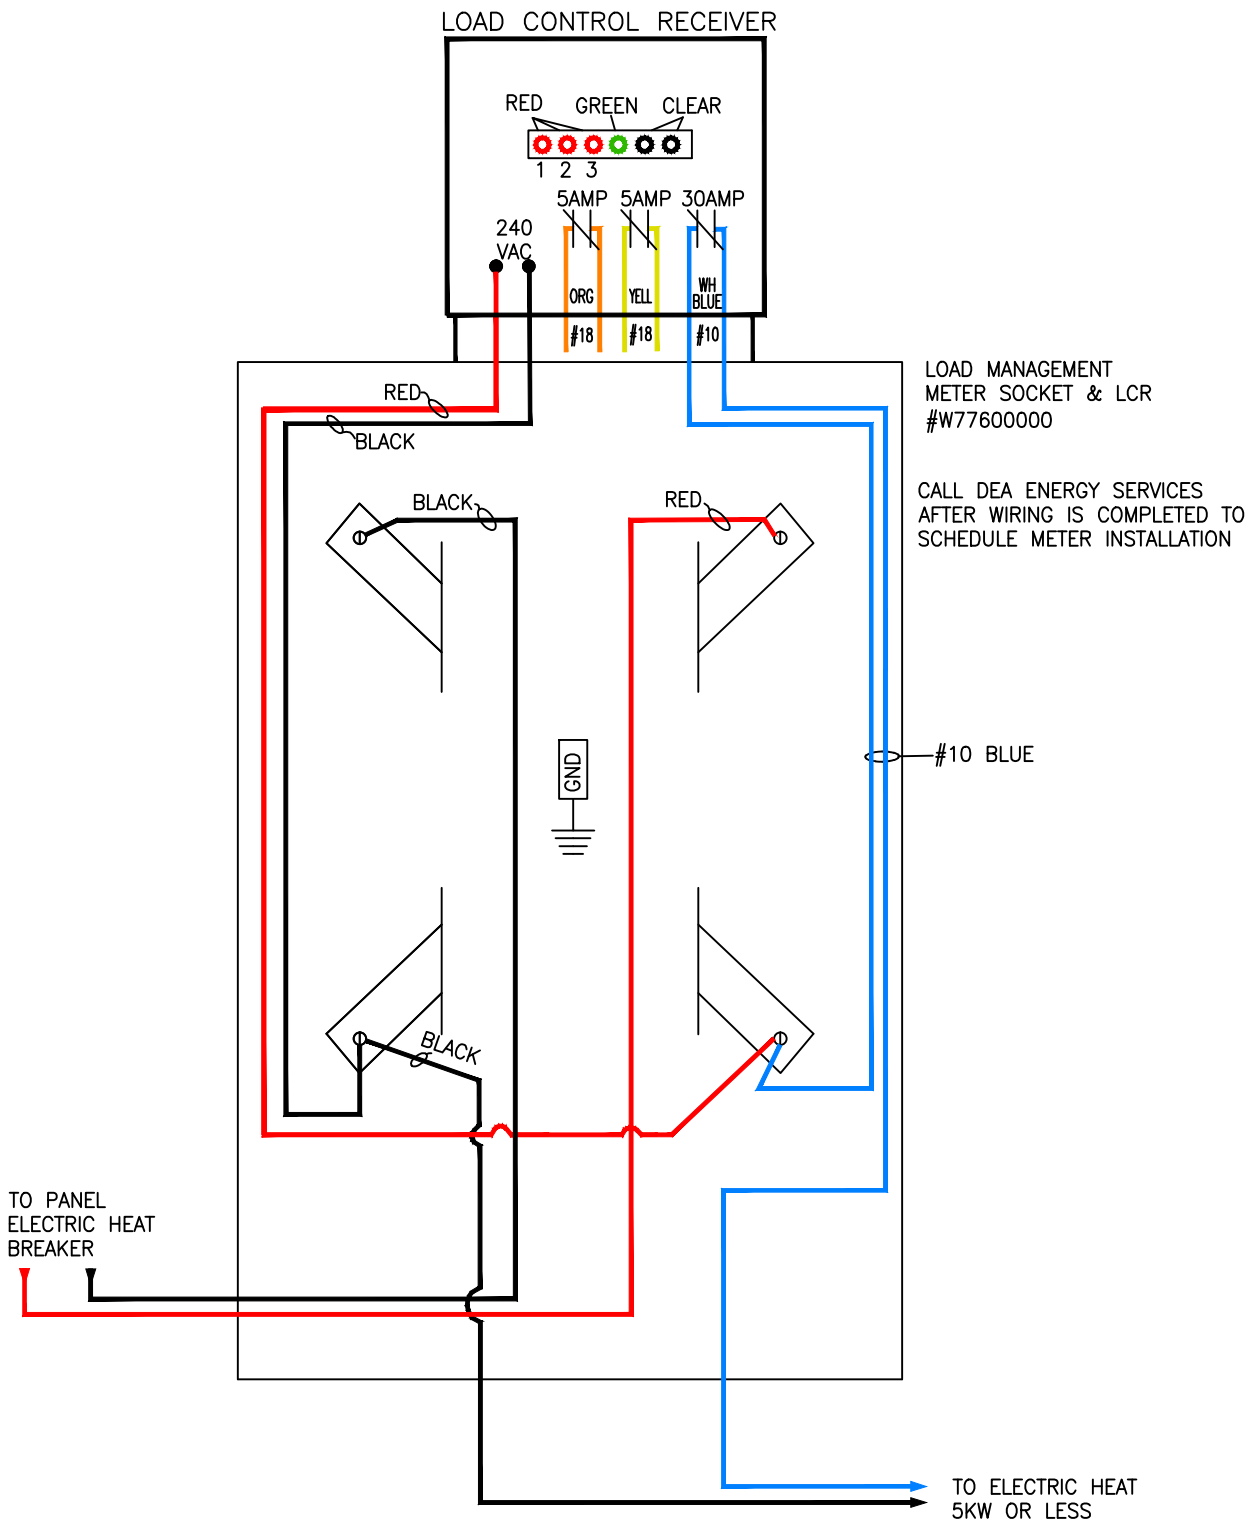 LOAD CONTROL RECEIVER
RED GREEN CLEAR
1 2 3
5AMP 5AMP 30AMP
240
VAC
ORG YELL WH
BLUE
#18 #18 #10
LOAD MANAGEMENT
METER SOCKET & LCR
#W77600000
RED
BLACK
CALL DEA ENERGY SERVICES
AFTER WIRING IS COMPLETED TO
SCHEDULE METER INSTALLATION
BLACK RED
#10 BLUE
GND
BLACK
TO PANEL
ELECTRIC HEAT
BREAKER
TO ELECTRIC HEAT
5KW OR LESS